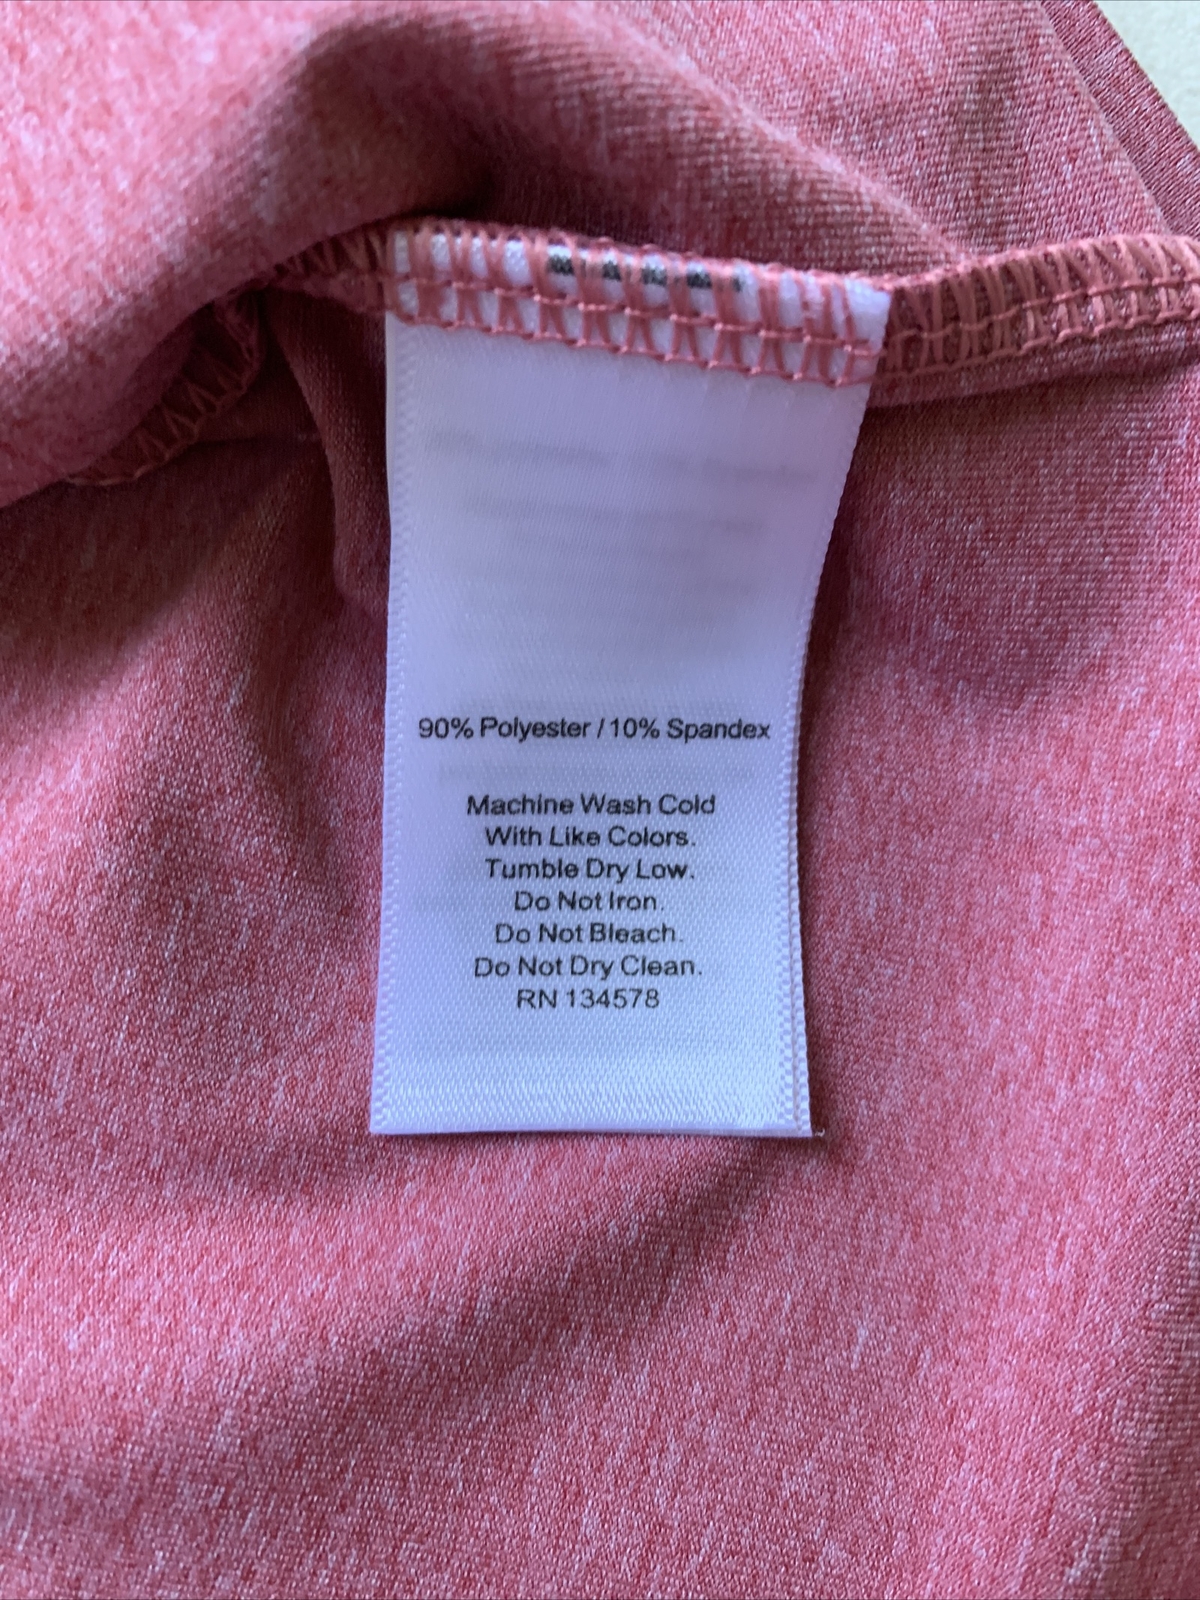 90% Polyester / 10% Spandex
Machine Wash Cold
With Like Colors.
Tumble Dry Low.
Do Not Iron.
Do Not Bleach.
Do Not Dry Clean.
RN 134578